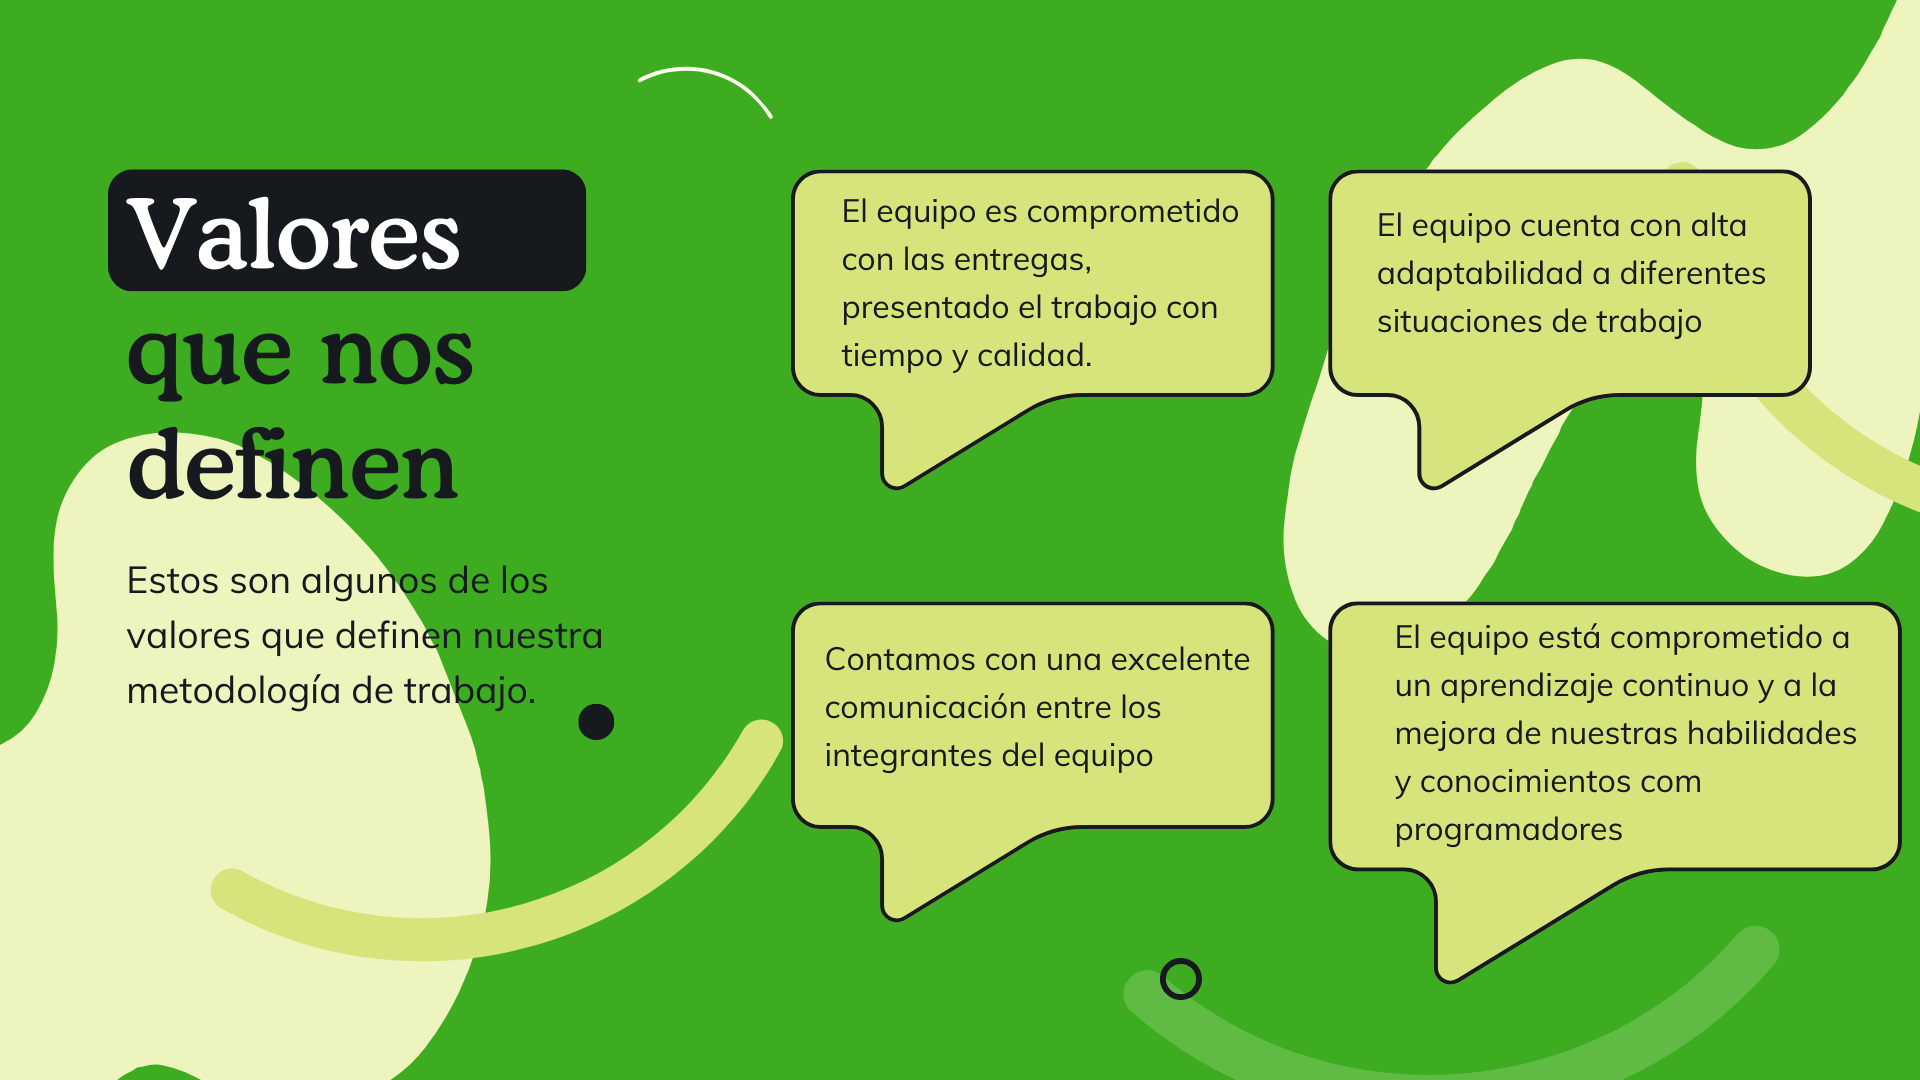 Valores
que nos
definen
Estos son algunos de los
valores que definen nuestra
metodología de trabajo.
El equipo es comprometido
con las entregas,
presentado el trabajo con
tiempo y calidad.
El equipo cuenta con alta
adaptabilidad a diferentes
situaciones de trabajo
Contamos con una excelente
comunicación entre los
integrantes del equipo
El equipo está comprometido a
un aprendizaje continuo y a la
mejora de nuestras habilidades
y conocimientos com
programadores